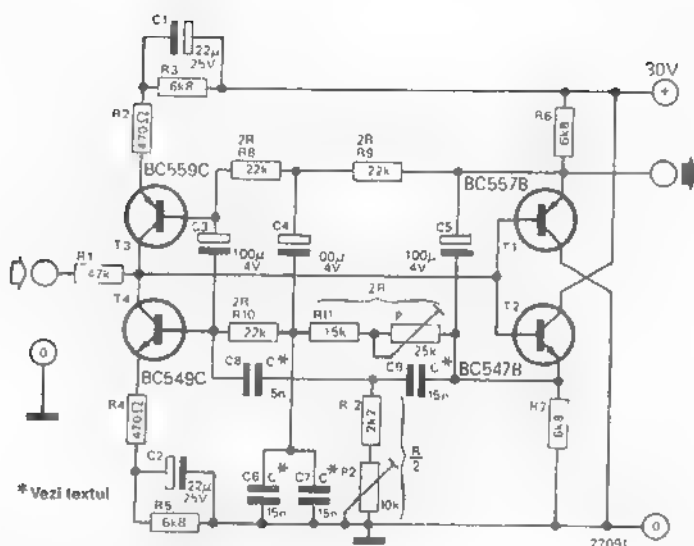 C1
22µ
25V
R3
6k8
30V
+
R2
470Ω
R6
6k8
2R
R8
22k
2R
R9
22k
BC559C
BC557B
T3
C3
100µ
4V
C4
00µ
4V
C5
100µ
4V
T1
R1
47k
T4
2R
R10
22k
2R
R11
15k
P
25k
T2
BC549C
C8
C*
5n
C9
C*
15n
BC547B
R4
470Ω
R12
2k2
R/2
R7
6k8
0
C2
22µ
25V
C6
C*
15n
C7
C*
15n
P2
10k
* Vezi textul
R5
6k8
0